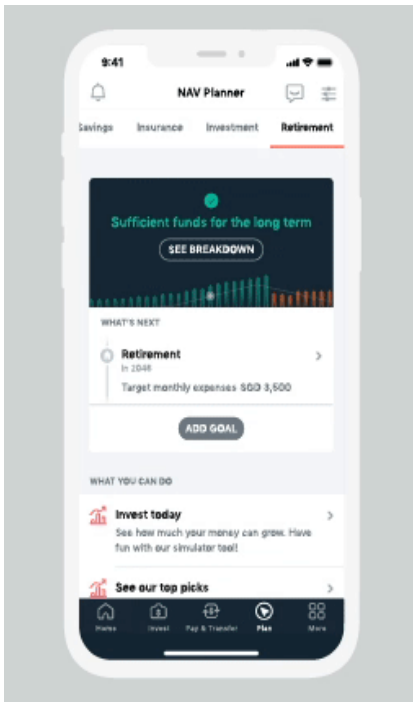 9:41
NAV Planner
Savings Insurance Investment Retirement
Sufficient funds for the long term
SEE BREAKDOWN
WHAT'S NEXT
Retirement
In 2046
Target monthly expenses SGD 3,500
ADD GOAL
WHAT YOU CAN DO
Invest today
See how much your money can grow. Have
fun with our simulator tool!
See our top picks
Home Invest Pay & Transfer Plan More